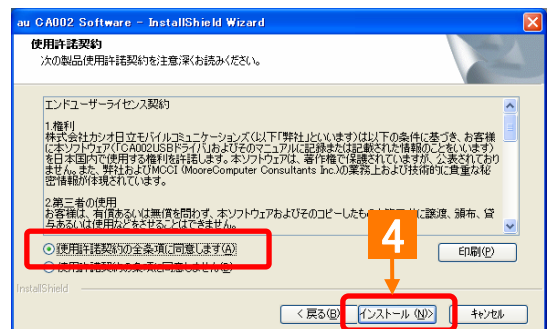 au CA002 Software - InstallShield Wizard
使用許諾契約
次の製品使用許諾契約を注意深くお読みください。
エンドユーザーライセンス契約
1.権利
株式会社カシオ日立モバイルコミュニケーションズ(以下「弊社」といいます)は以下の条件に基づき、お客様
に本ソフトウェア(「CA002USBドライバ」およびそのマニュアルに記録または記載された情報のことをいいます)
を日本国内で使用する権利を許諾します。本ソフトウェアは、著作権で保護されていますが、公表されており
ません。また、弊社およびMCCI (MooreComputer Consultants Inc.)の業務上および技術的に貴重な秘
密情報が体現されています。
2.第三者の使用
お客様は、有償あるいは無償を問わず、本ソフトウェアおよびそのコピーしたもの に譲渡、頒布、貸
与あるいは使用などをさせることはできません。
使用許諾契約の全条項に同意します(A)
4
印刷(P)
InstallShield
< 戻る(B)
インストール (N)>
キャンセル